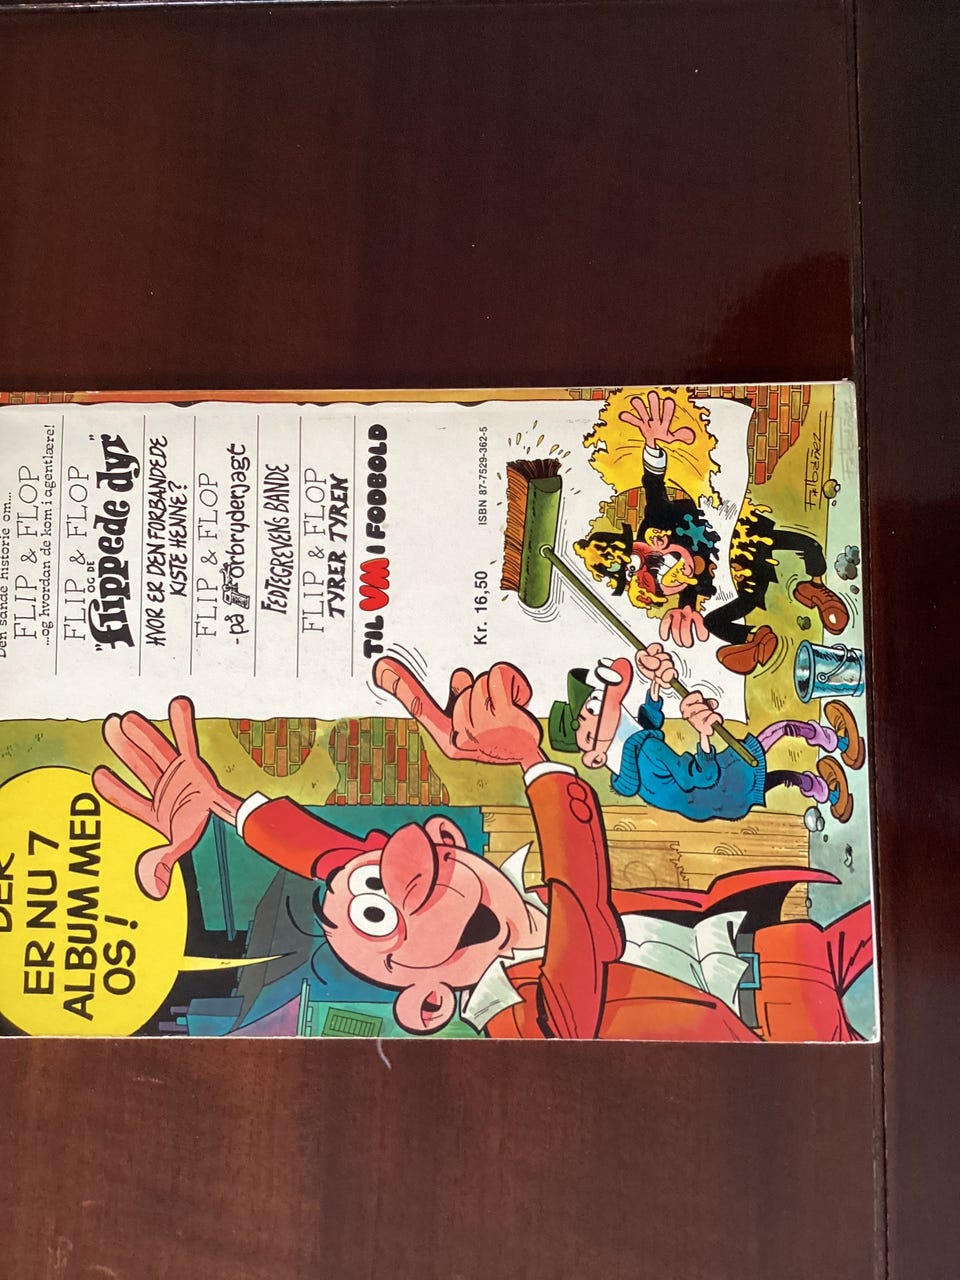 DER
ER NU 7
ALBUM MED
OS!
Den sande historie om...
FLIP & FLOP
...og hvordan de kom i agentlære!
FLIP & FLOP
OG DE
"flippede dyr"
HVOR ER DEN FORBANDEDE
KISTE HENNE?
FLIP & FLOP
-på forbryderjagt
FEDTEGREVENS BANDE
FLIP & FLOP
TYRER TYREN
TIL VM I FODBOLD
Kr. 16,50
ISBN 87-7529-362-5
F. Ibáñez